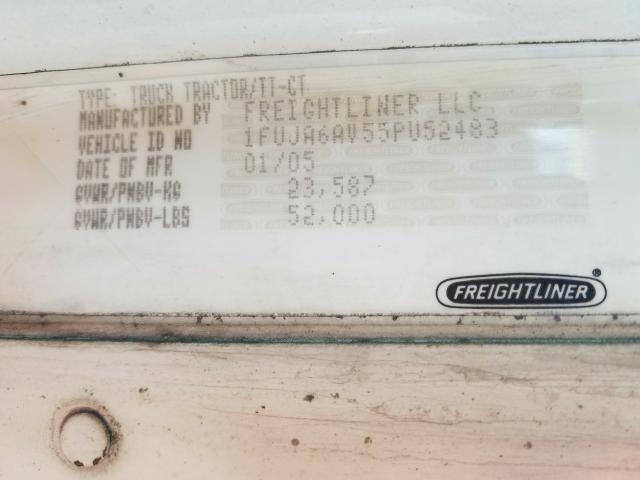 TYPE: TRUCK TRACTOR/TT-CT
MANUFACTURED BY FREIGHTLINER LLC
VEHICLE ID NO 1FUJA6AV55PU52483
DATE OF MFR 01/05
GVWR/PNBV-KG 23,587
GVWR/PNBV-LBS 52,000
FREIGHTLINER®